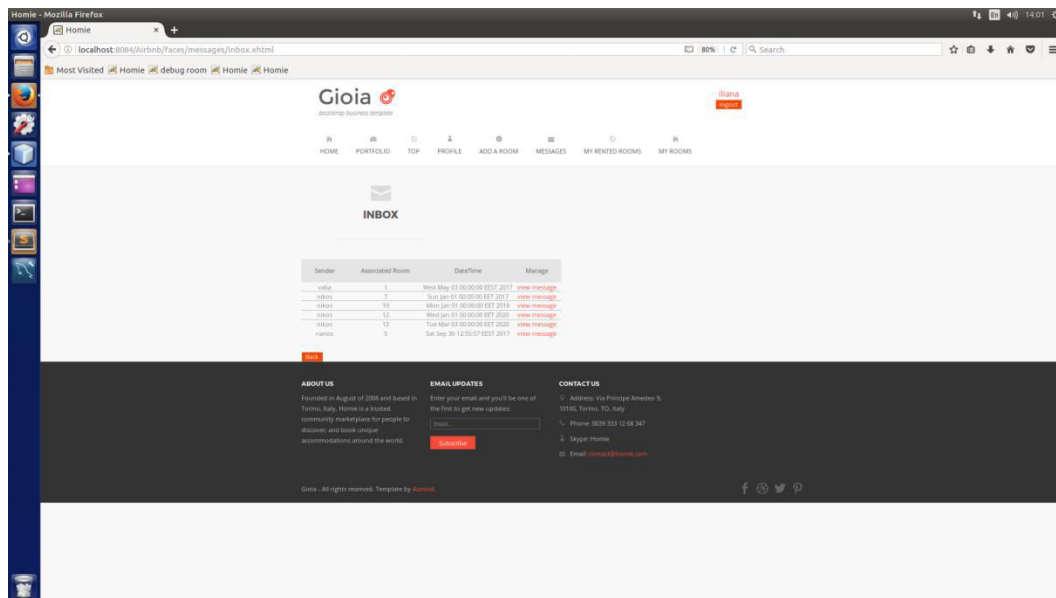 Homie - Mozilla Firefox
En 14:01
Homie
localhost:8084/Airbnb/faces/messages/inbox.xhtml 80% Search
Most Visited Homie debug room Homie Homie
Gioia
bootstrap business template
iliana
logout
HOME PORTFOLIO TOP PROFILE ADD A ROOM MESSAGES MY RENTED ROOMS MY ROOMS
INBOX
Sender Associated Room DateTime Manage
valia 1 Wed May 03 00:00:00 EEST 2017 view message
nikos 7 Sun Jan 01 00:00:00 EET 2017 view message
nikos 10 Mon Jan 01 00:00:00 EET 2018 view message
nikos 12 Wed Jan 01 00:00:00 EET 2020 view message
nikos 13 Tue Mar 03 00:00:00 EET 2020 view message
5 Sat Sep 30 12:55:57 EEST 2017 view message
Back
ABOUT US
Founded in August of 2008 and based in
Torino, Italy, Homie is a trusted
community marketplace for people to
discover, and book unique
accommodations around the world.
EMAIL UPDATES
Enter your email and you'll be one of
the first to get new updates:
Email...
Subscribe
CONTACT US
Address: Via Principe Amedeo 9,
10100, Torino, TO, Italy
Phone: 0039 333 12 68 347
Skype: Homie
Email: contact@homie.com
Gioia - All rights reserved. Template by Azmind.